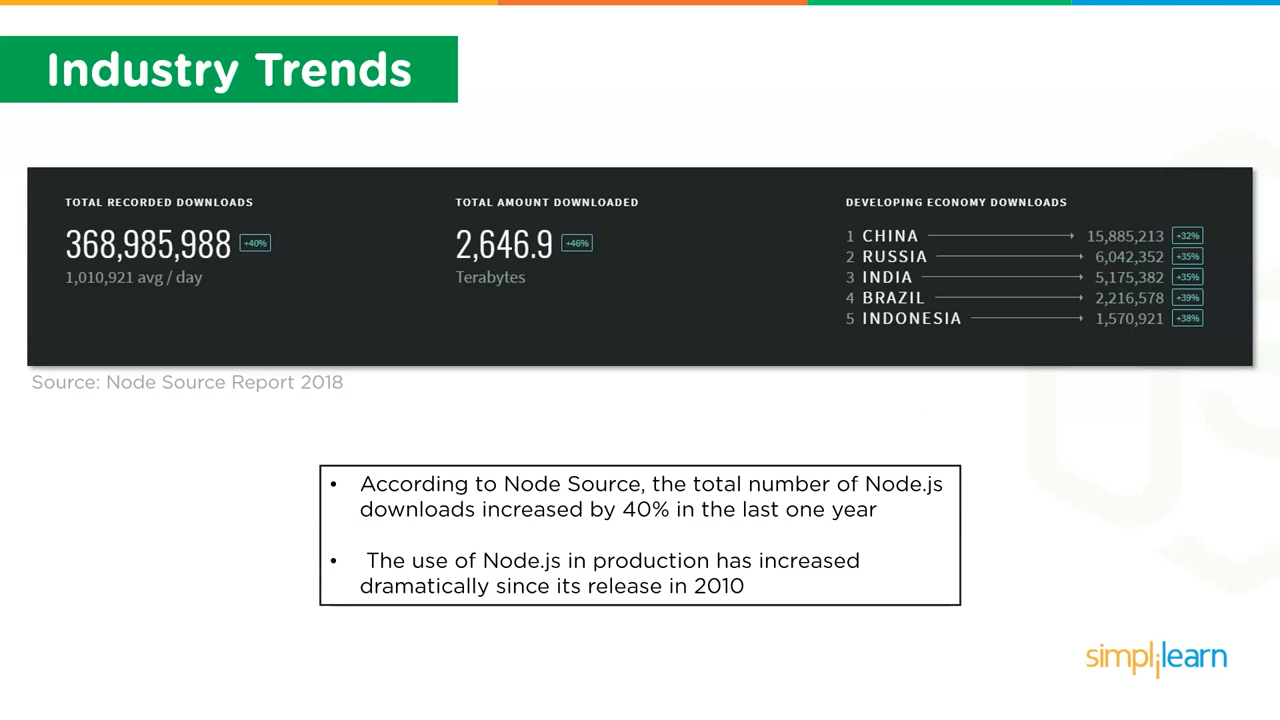 Industry Trends
TOTAL RECORDED DOWNLOADS
368,985,988 +40%
1,010,921 avg / day
TOTAL AMOUNT DOWNLOADED
2,646.9 +46%
Terabytes
DEVELOPING ECONOMY DOWNLOADS
1 CHINA 15,885,213 +32%
2 RUSSIA 6,042,352 +35%
3 INDIA 5,175,382 +35%
4 BRAZIL 2,216,578 +39%
5 INDONESIA 1,570,921 +38%
Source: Node Source Report 2018
• According to Node Source, the total number of Node.js
downloads increased by 40% in the last one year
• The use of Node.js in production has increased
dramatically since its release in 2010
simplilearn